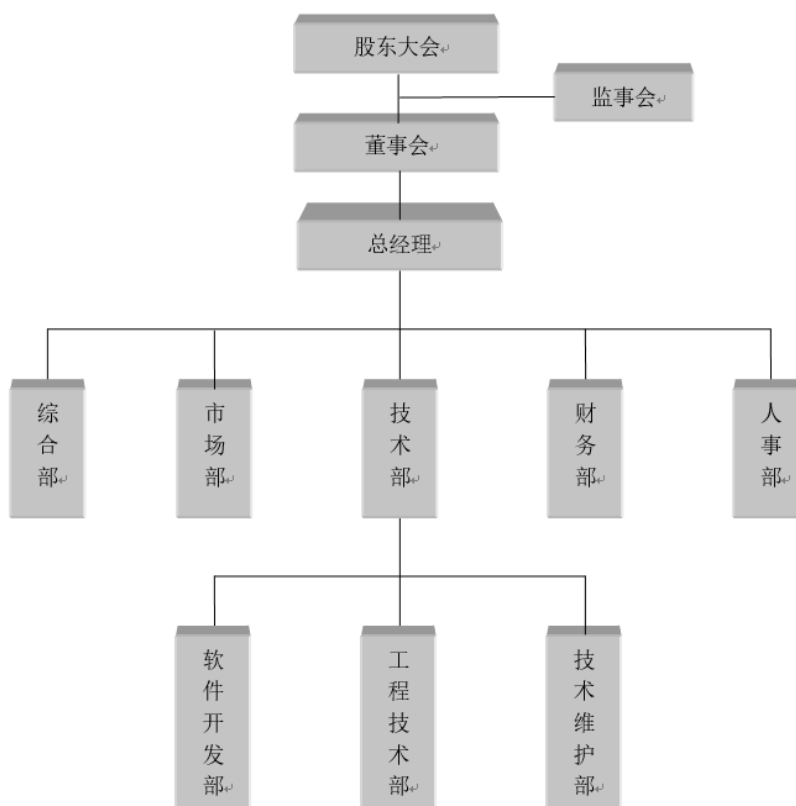 股东大会
监事会
董事会
总经理
综合部
市场部
技术部
财务部
人事部
软件开发部
工程技术部
技术维护部